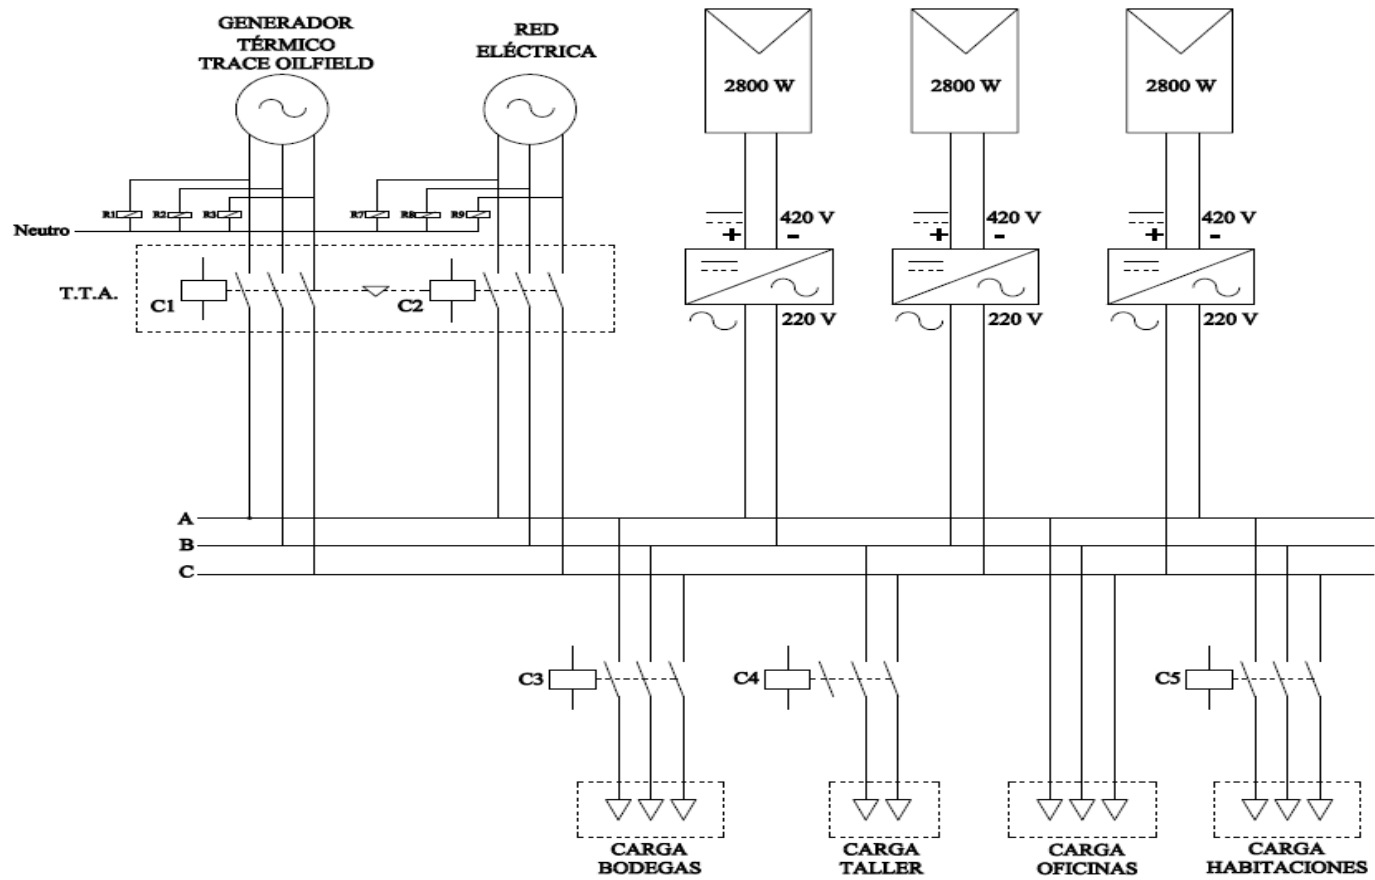 GENERADOR
TÉRMICO
TRACE OILFIELD
RED
ELÉCTRICA
2800 W
2800 W
2800 W
R1
R2
R3
R7
R8
R9
Neutro
420 V
+ -
420 V
+ -
420 V
+ -
T.T.A.
C1
C2
220 V
220 V
220 V
A
B
C
C3
C4
C5
CARGA
BODEGAS
CARGA
TALLER
CARGA
OFICINAS
CARGA
HABITACIONES